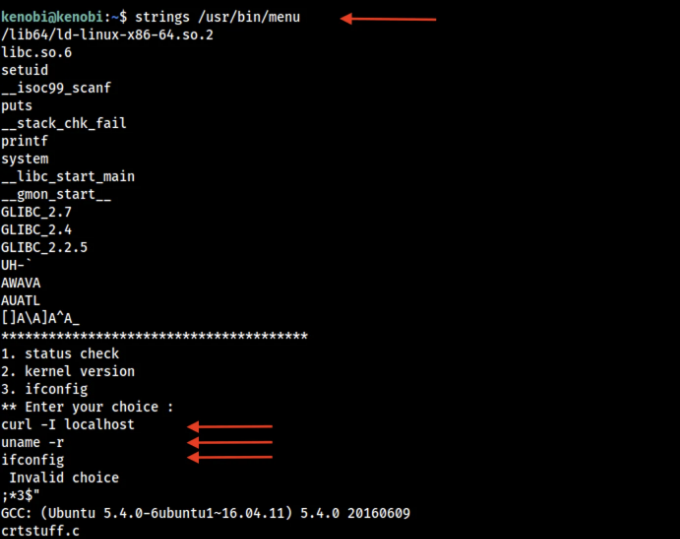 kenobi@kenobi:~$ strings /usr/bin/menu
/lib64/ld-linux-x86-64.so.2
libc.so.6
setuid
__isoc99_scanf
puts
__stack_chk_fail
printf
system
__libc_start_main
__gmon_start__
GLIBC_2.7
GLIBC_2.4
GLIBC_2.2.5
UH-`
AWAVA
AUATL
[]A\A]A^A_
***************************************
1. status check
2. kernel version
3. ifconfig
** Enter your choice :
curl -I localhost
uname -r
ifconfig
 Invalid choice
;*3$"
GCC: (Ubuntu 5.4.0-6ubuntu1~16.04.11) 5.4.0 20160609
crtstuff.c